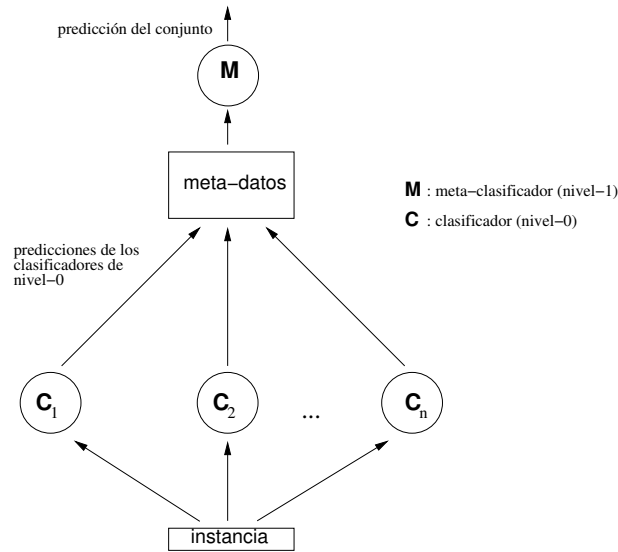 predicción del conjunto
M
meta−datos
M : meta−clasificador (nivel−1)
C : clasificador (nivel−0)
predicciones de los
clasificadores de
nivel−0
C1
C2
...
Cn
instancia